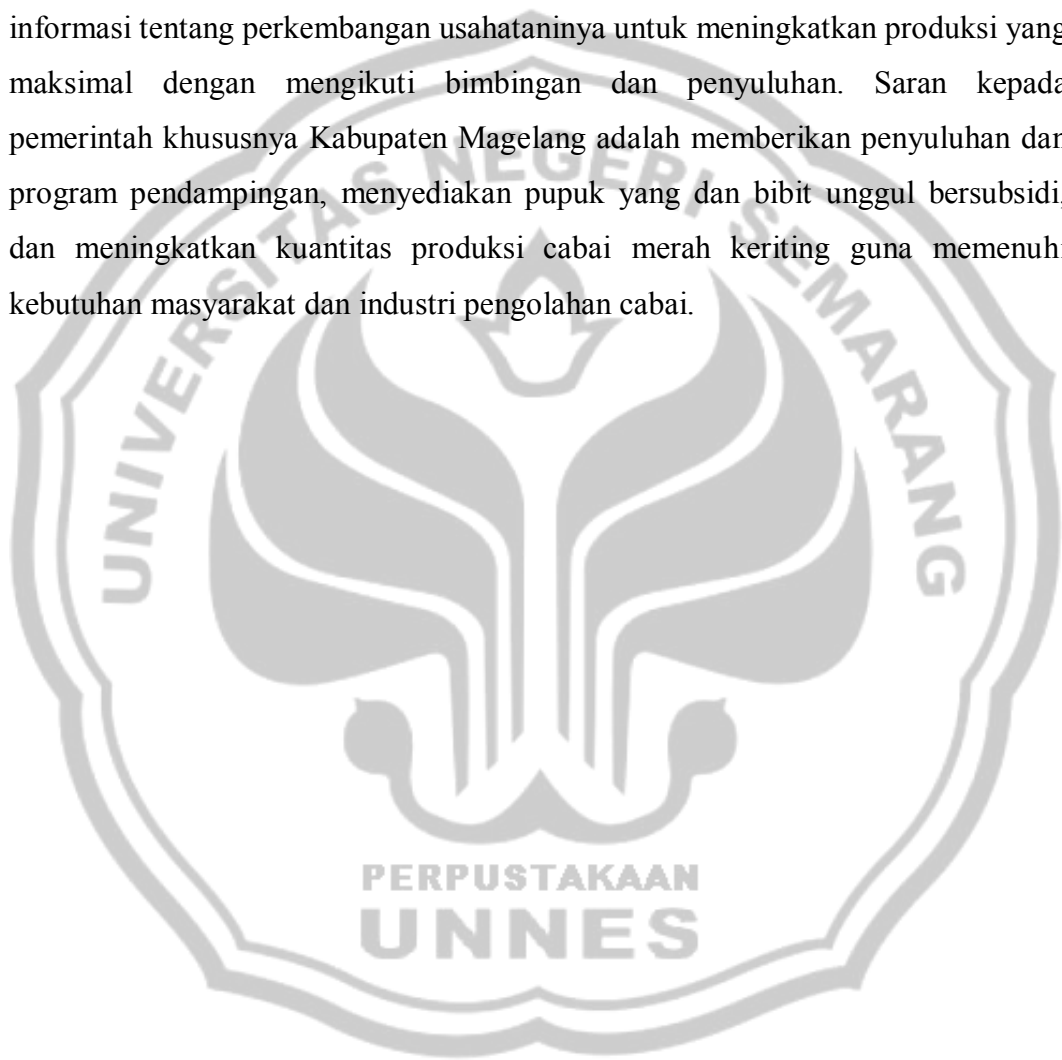 informasi tentang perkembangan usahataninya untuk meningkatkan produksi yang
maksimal dengan mengikuti bimbingan dan penyuluhan. Saran kepada
pemerintah khususnya Kabupaten Magelang adalah memberikan penyuluhan dan
program pendampingan, menyediakan pupuk yang dan bibit unggul bersubsidi,
dan meningkatkan kuantitas produksi cabai merah keriting guna memenuhi
kebutuhan masyarakat dan industri pengolahan cabai.
UNIVERSITAS NEGERI SEMARANG
PERPUSTAKAAN
UNNES